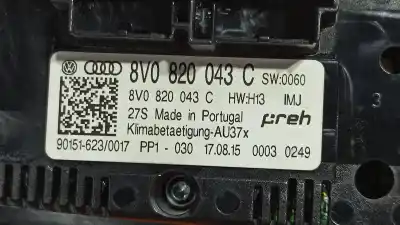 8V0 820 043 C SW:0060
8V0 820 043 C HW:H13 IMJ
27S Made in Portugal preh
Klimabetaetigung-AU37x
90151-623/0017 PP1 - 030 17.08.15 0003 0249
3